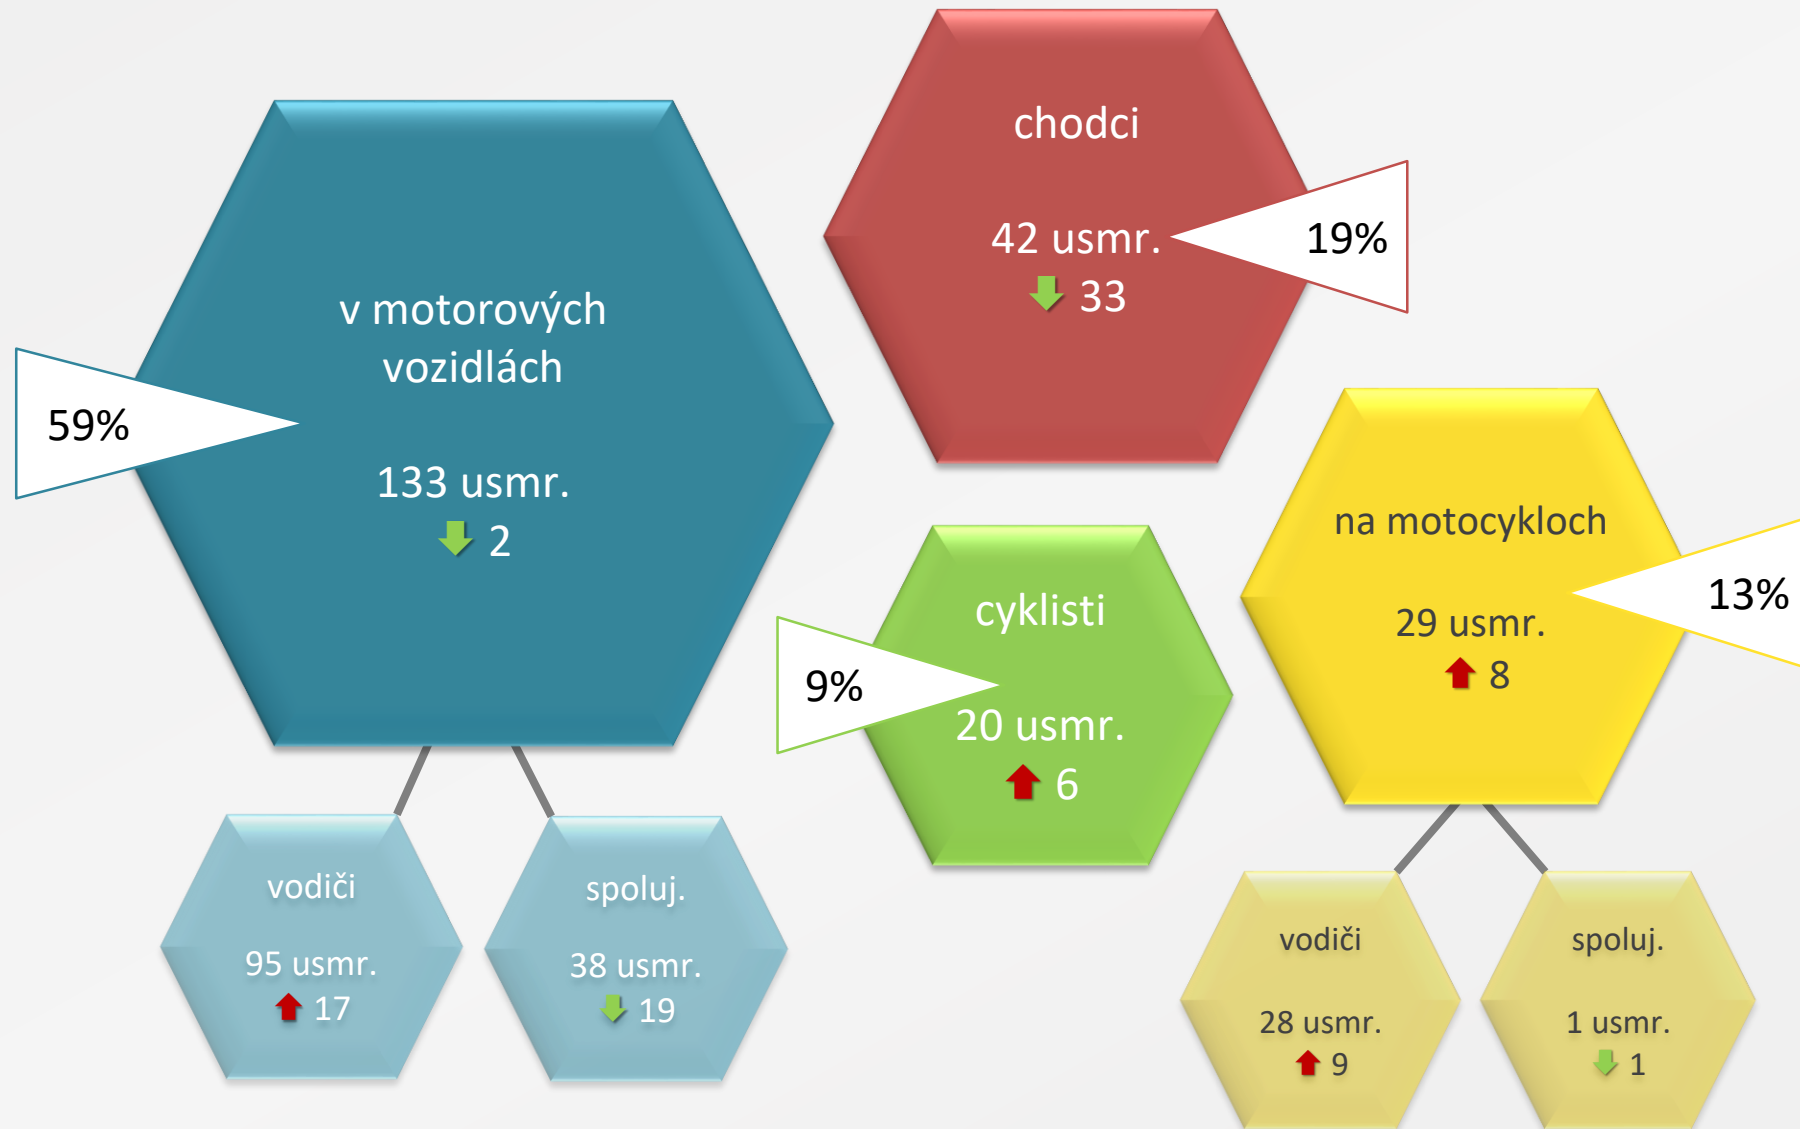 v motorových
vozidlách
133 usmr.
2
59%
chodci
42 usmr.
33
19%
cyklisti
20 usmr.
6
9%
na motocykloch
29 usmr.
8
13%
vodiči
95 usmr.
17
spoluj.
38 usmr.
19
vodiči
28 usmr.
9
spoluj.
1 usmr.
1